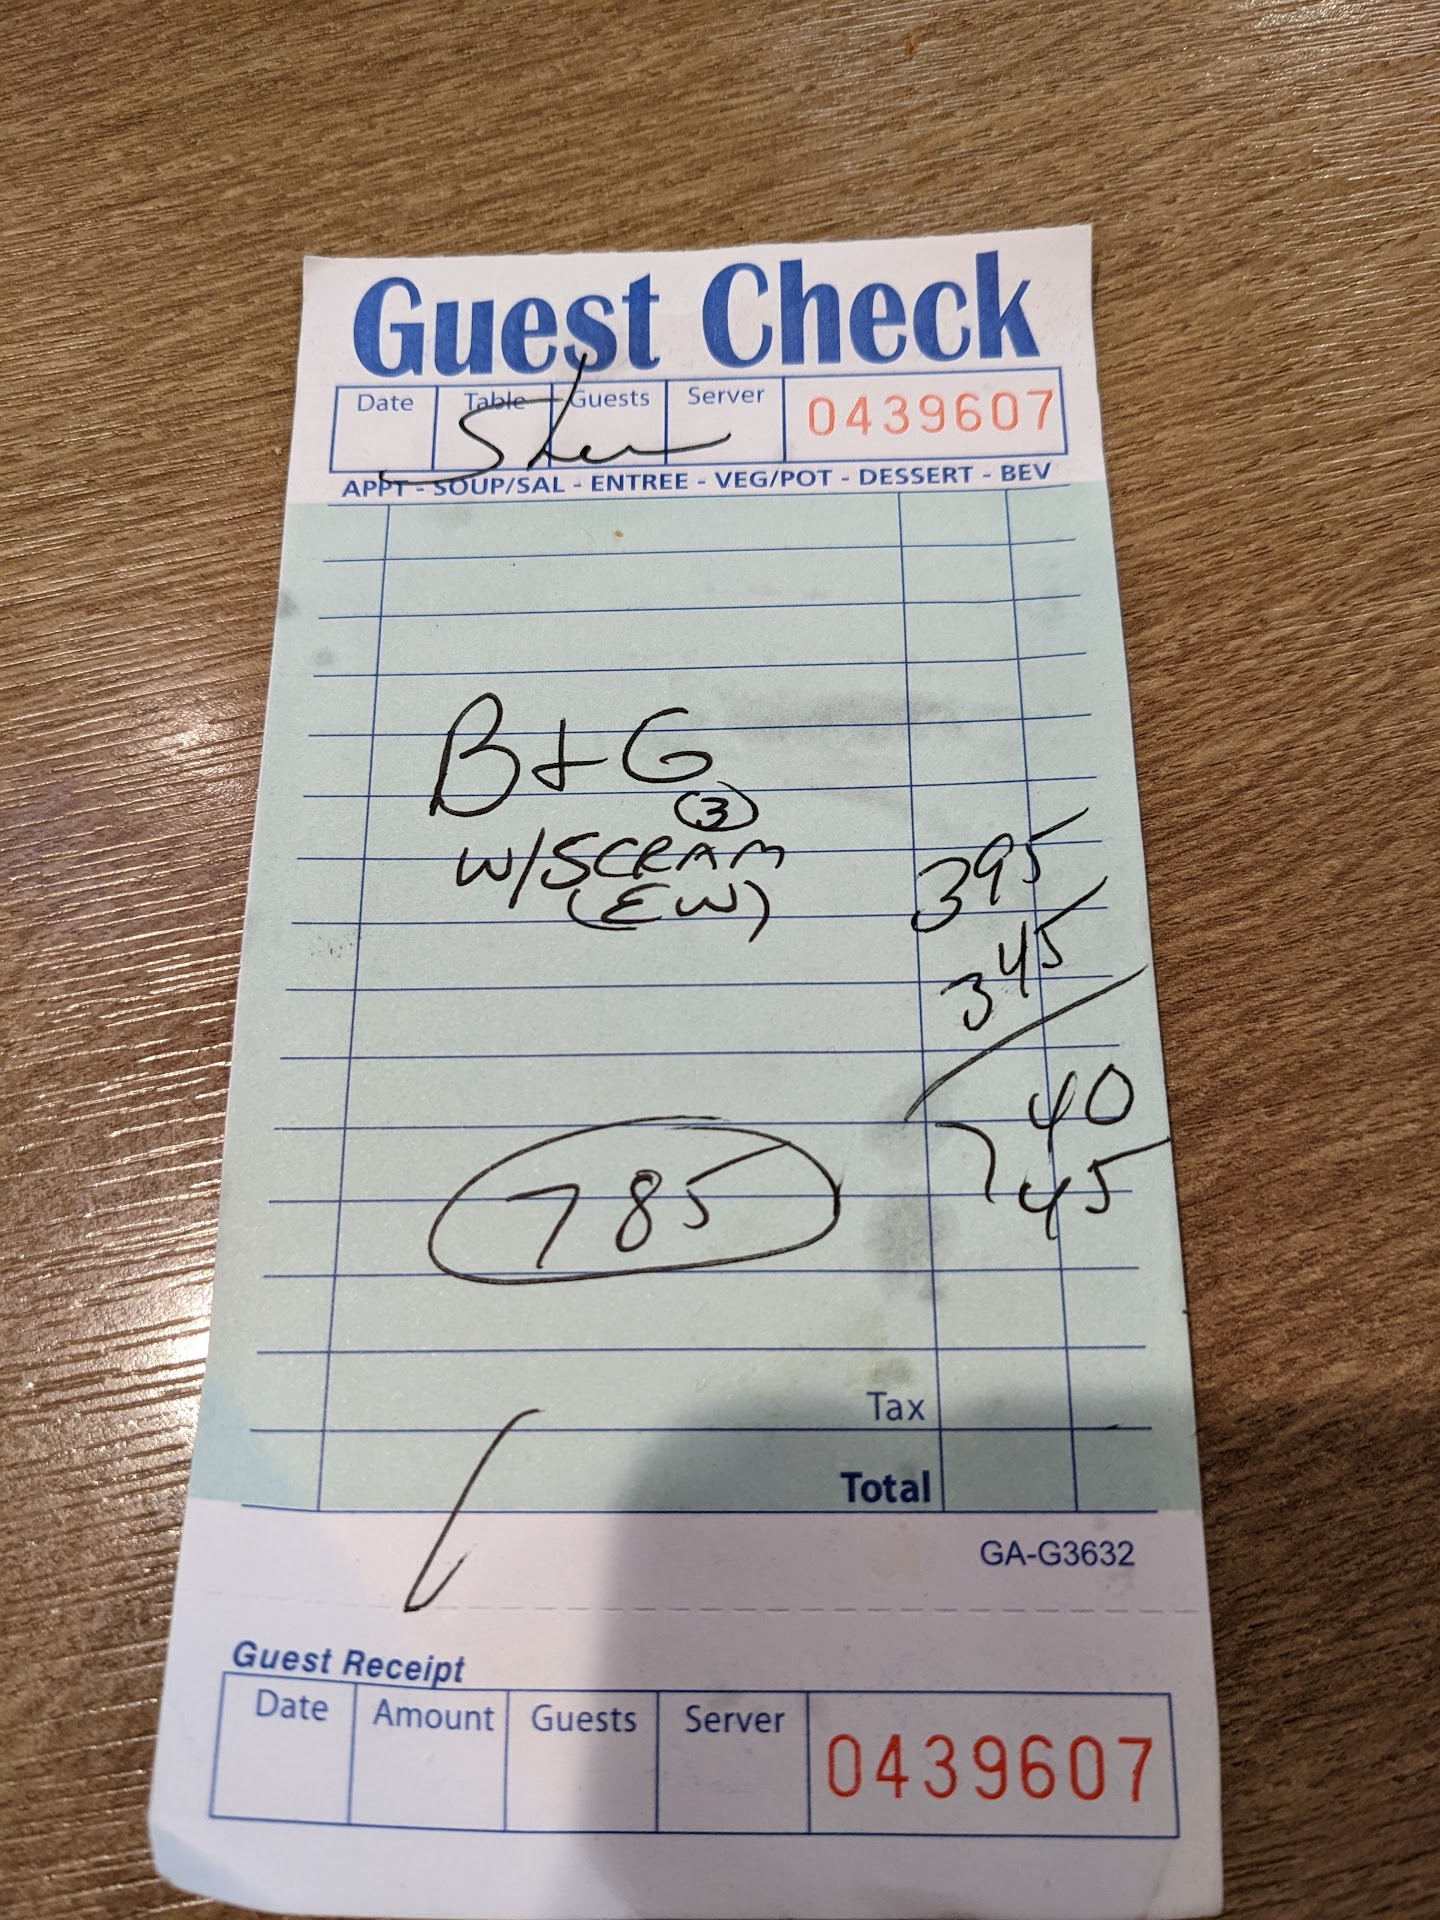 Guest Check
Date Table Guests Server 0439607
APPT - SOUP/SAL - ENTREE - VEG/POT - DESSERT - BEV
B+G
(3)
W/SCRAM
(EW)
395
345
740
45
785
Tax
Total
GA-G3632
Guest Receipt
Date Amount Guests Server 0439607